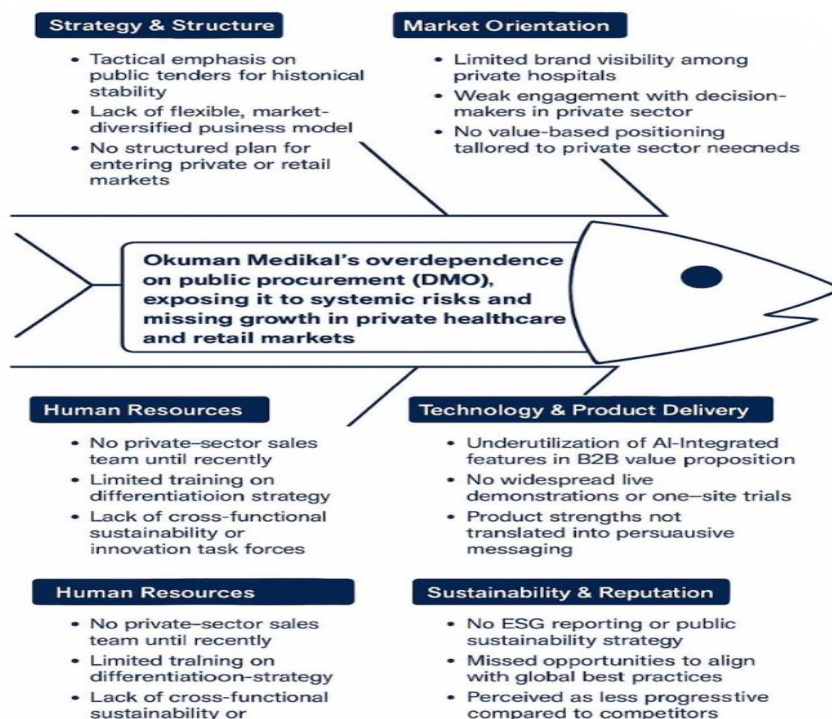 Strategy & Structure
• Tactical emphasis on
public tenders for historical
stability
• Lack of flexible, market-
diversified pusiness model
• No structured plan for
entering private or retail
markets
Market Orientation
• Limited brand visibility among
private hospitals
• Weak engagement with decision-
makers in private sector
• No value-based positioning
tailored to private sector neecneds
Okuman Medikal's overdependence
on public procurement (DMO),
exposing it to systemic risks and
missing growth in private healthcare
and retail markets
Human Resources
• No private–sector sales
team until recently
• Limited training on
differentiatioion strategy
• Lack of cross-functional
sustainability or
innovation task forces
Technology & Product Delivery
• Underutilization of AI-Integrated
features in B2B value proposition
• No widespread live
demonstrations or one–site trials
• Product strengths not
translated into persuausive
messaging
Human Resources
• No private–sector sales
team until recently
• Limited training on
differentiatioon-strategy
• Lack of cross-functional
sustainability or
Sustainability & Reputation
• No ESG reporting or public
sustainability strategy
• Missed opportunities to align
with global best practices
• Perceived as less progresstive
compared to competitors